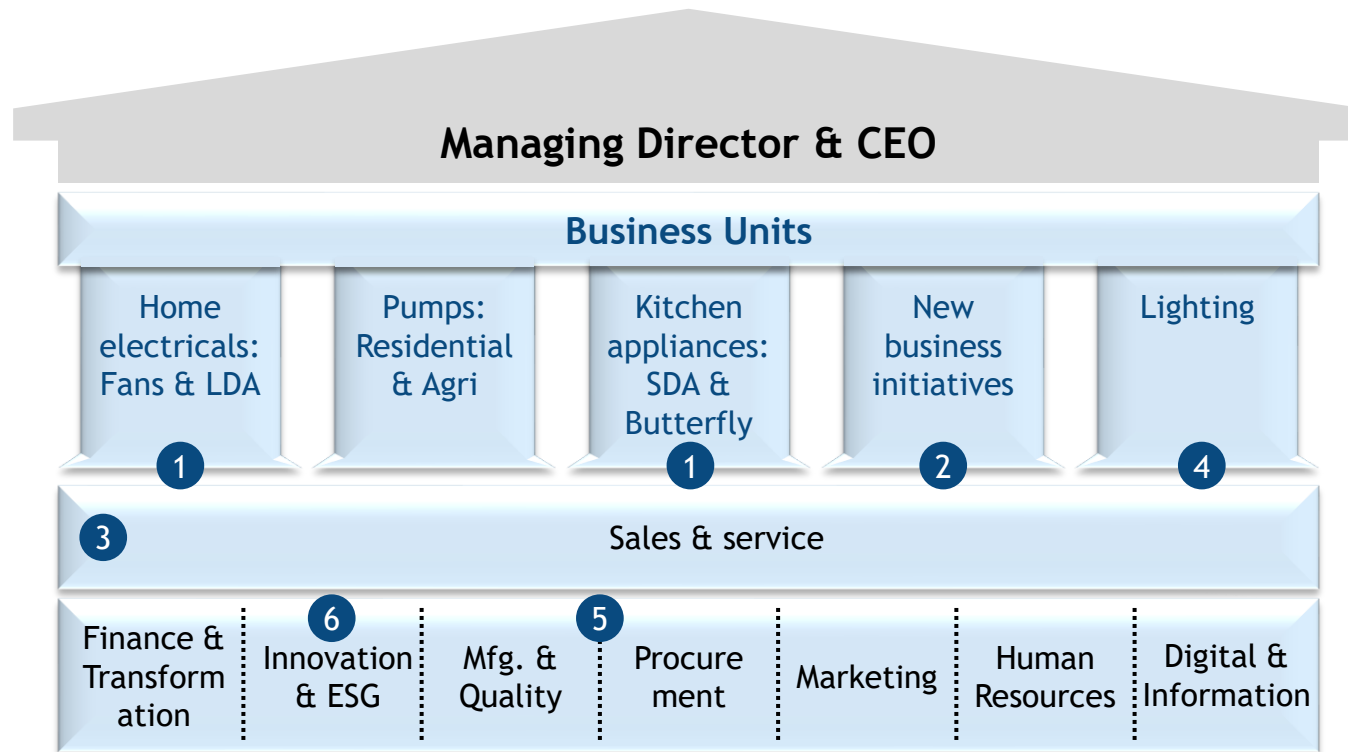 Managing Director & CEO
Business Units
Home
electricals:
Fans & LDA
1
Pumps:
Residential
& Agri
Kitchen
appliances:
SDA &
Butterfly
1
New
business
initiatives
2
Lighting
4
3
Sales & service
Finance &
Transform
ation
6
Innovation
& ESG
Mfg. &
Quality
5
Procure
ment
Marketing
Human
Resources
Digital &
Information